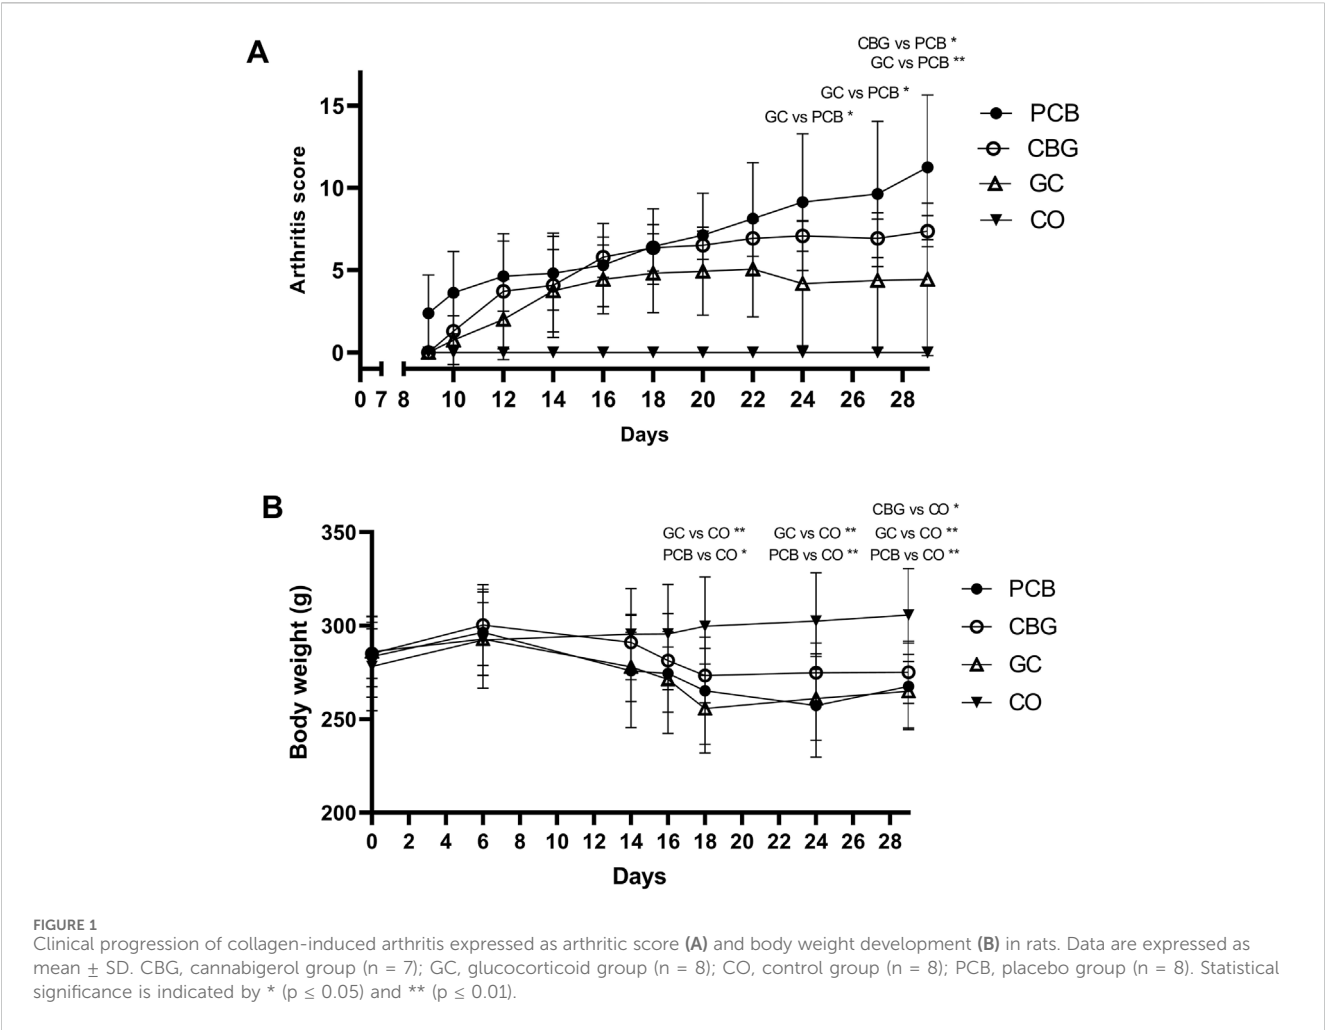 A
CBG vs PCB *
GC vs PCB **
GC vs PCB *
GC vs PCB *
15
10
5
0
Arthritis score
PCB
CBG
GC
CO
0 7 8 10 12 14 16 18 20 22 24 26 28
Days
B
CBG vs CO *
GC vs CO ** GC vs CO ** GC vs CO **
PCB vs CO * PCB vs CO ** PCB vs CO **
350
300
250
200
Body weight (g)
PCB
CBG
GC
CO
0 2 4 6 8 10 12 14 16 18 20 22 24 26 28
Days
FIGURE 1
Clinical progression of collagen-induced arthritis expressed as arthritic score (A) and body weight development (B) in rats. Data are expressed as
mean ± SD. CBG, cannabigerol group (n = 7); GC, glucocorticoid group (n = 8); CO, control group (n = 8); PCB, placebo group (n = 8). Statistical
significance is indicated by * (p ≤ 0.05) and ** (p ≤ 0.01).